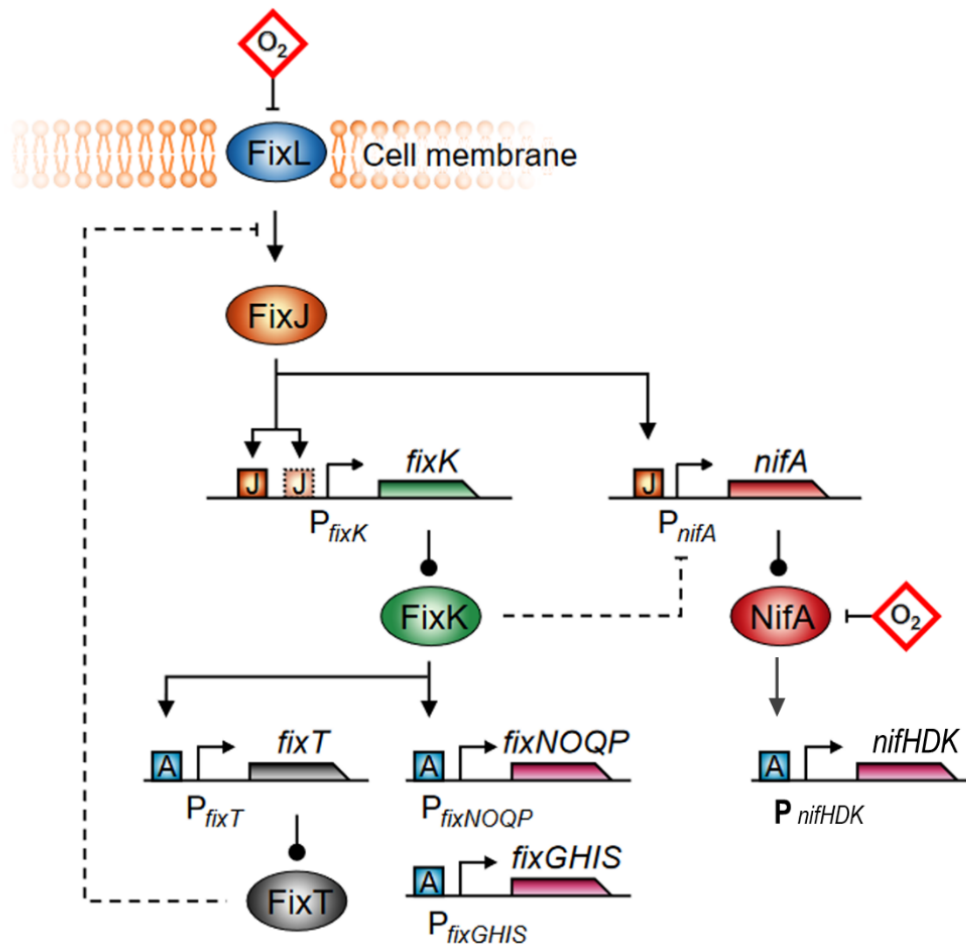 O2
FixL
Cell membrane
FixJ
J J fixK
J nifA
PfixK
PnifA
FixK
NifA
O2
A fixT
A fixNOQP
A nifHDK
PfixT
PfixNOQP
P nifHDK
A fixGHIS
FixT
PfixGHIS